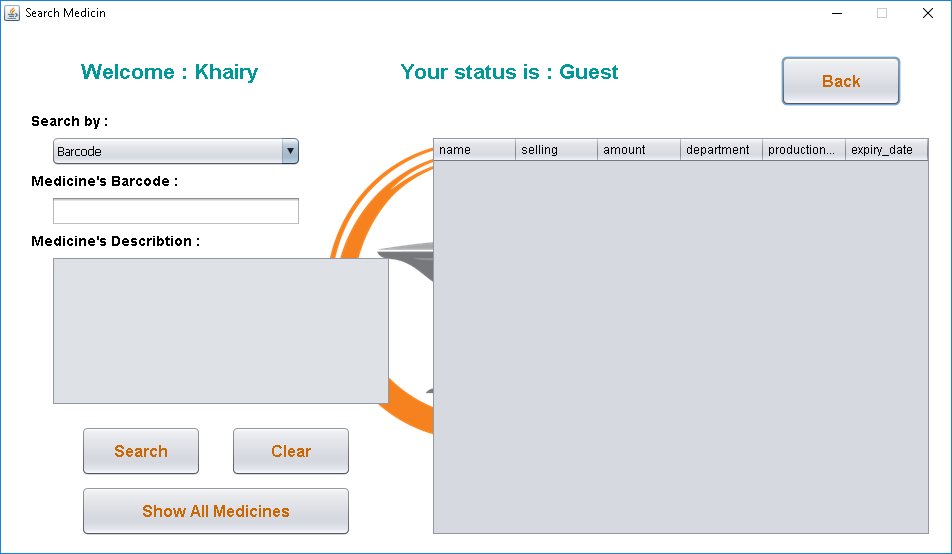 Search Medicin
Welcome : Khairy
Your status is : Guest
Back
Search by :
Barcode
Medicine's Barcode :
Medicine's Describtion :
Search
Clear
Show All Medicines
name selling amount department production... expiry_date